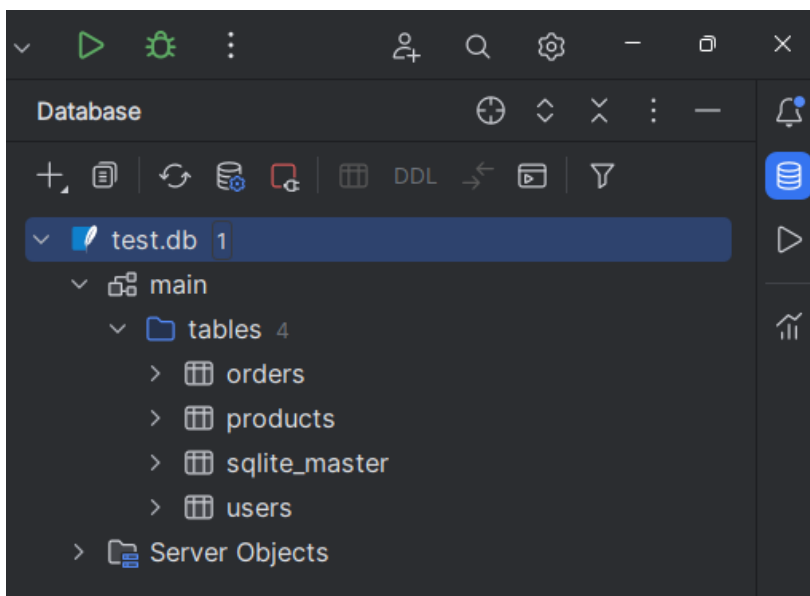 Database
DDL
test.db 1
main
tables 4
orders
products
sqlite_master
users
Server Objects